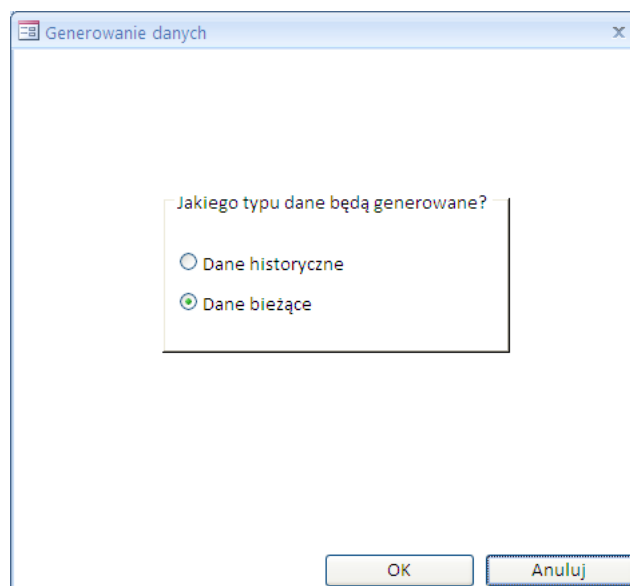 Generowanie danych
Jakiego typu dane będą generowane?
Dane historyczne
Dane bieżące
OK
Anuluj